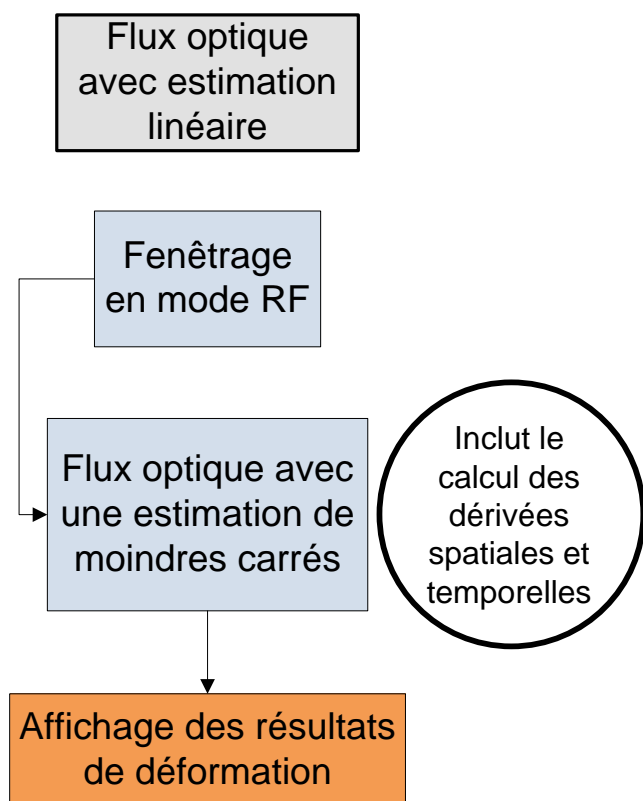 Flux optique
avec estimation
linéaire
Fenêtrage
en mode RF
Flux optique avec
une estimation de
moindres carrés
Inclut le
calcul des
dérivées
spatiales et
temporelles
Affichage des résultats
de déformation